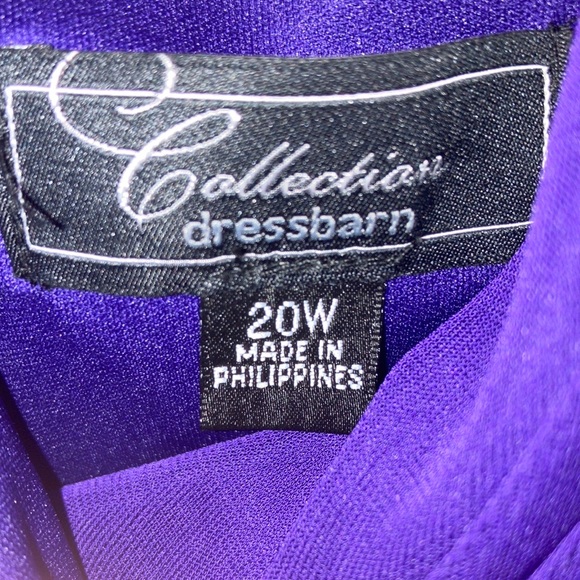 Collection
dressbarn
20W
MADE IN
PHILIPPINES